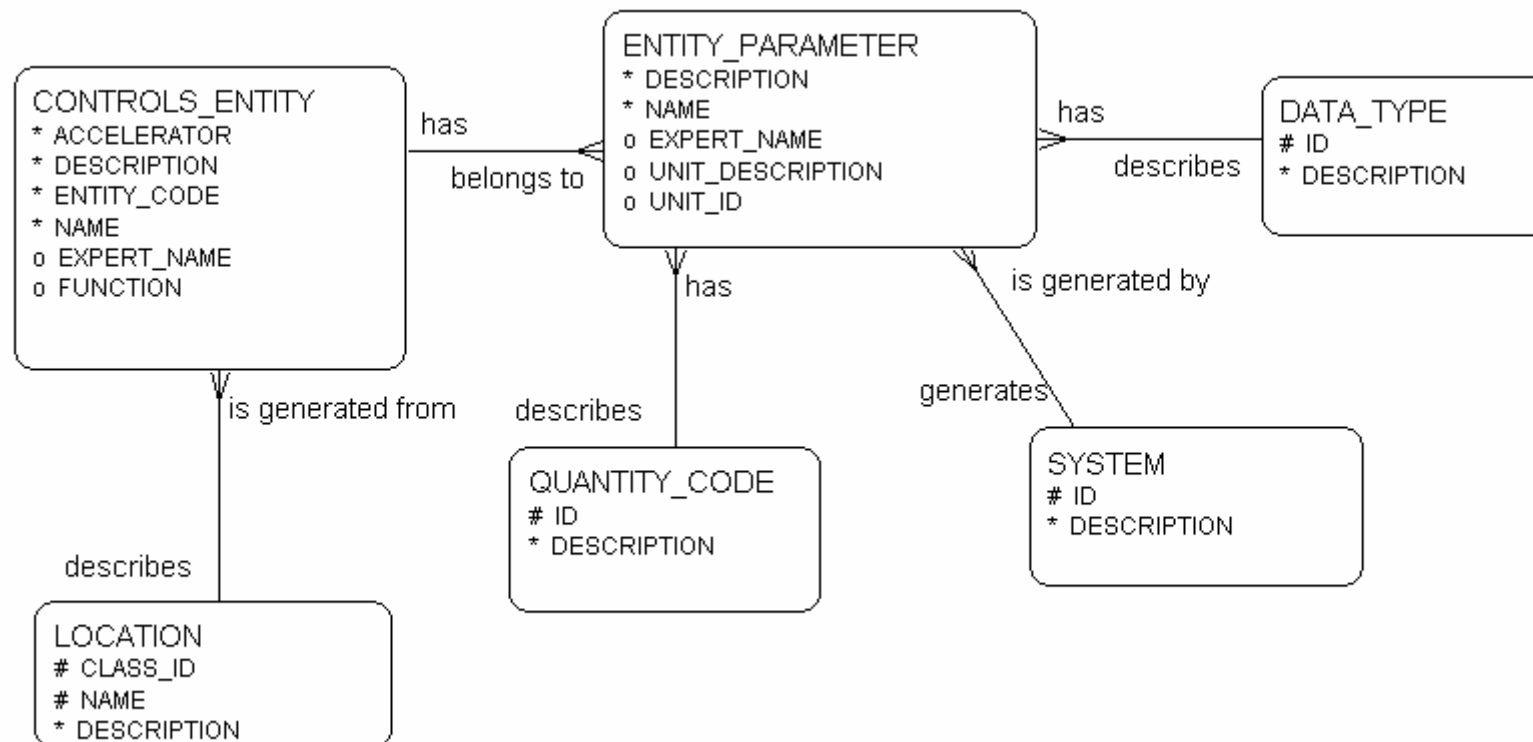 ENTITY_PARAMETER
* DESCRIPTION
* NAME
o EXPERT_NAME
o UNIT_DESCRIPTION
o UNIT_ID
CONTROLS_ENTITY
* ACCELERATOR
* DESCRIPTION
* ENTITY_CODE
* NAME
o EXPERT_NAME
o FUNCTION
has
belongs to
has
describes
DATA_TYPE
# ID
* DESCRIPTION
has
describes
is generated by
generates
is generated from
describes
QUANTITY_CODE
# ID
* DESCRIPTION
SYSTEM
# ID
* DESCRIPTION
LOCATION
# CLASS_ID
# NAME
* DESCRIPTION